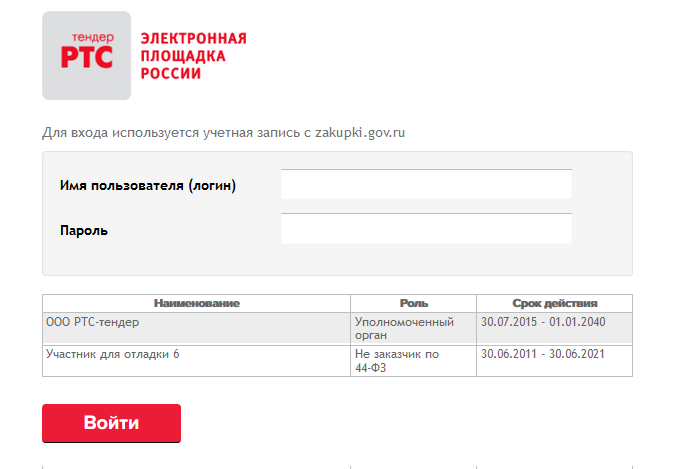 тендер
РТС
ЭЛЕКТРОННАЯ
ПЛОЩАДКА
РОССИИ
Для входа используется учетная запись с zakupki.gov.ru
Имя пользователя (логин)
Пароль
Наименование Роль Срок действия
ООО РТС-тендер Уполномоченный 30.07.2015 - 01.01.2040
орган
Участник для отладки 6 Не заказчик по 30.06.2011 - 30.06.2021
44-ФЗ
Войти